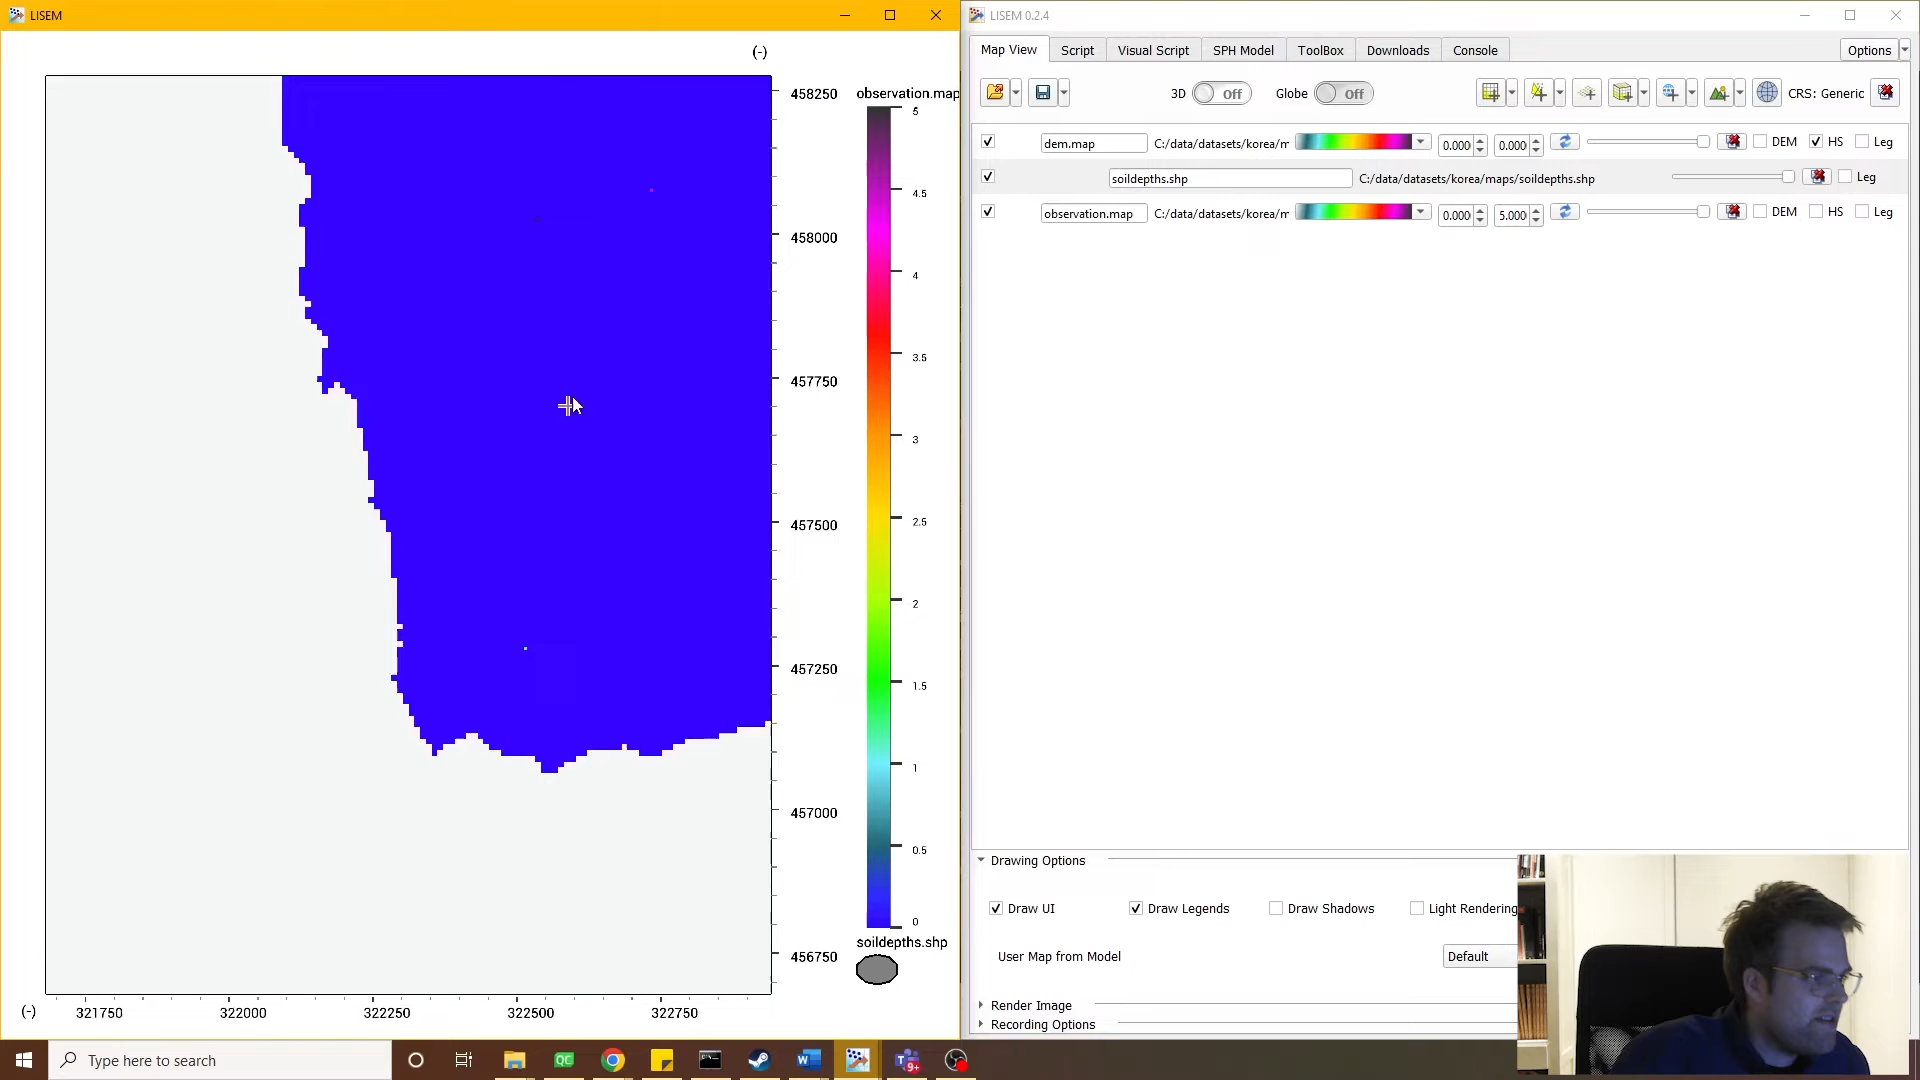 LISEM
(-)
458250
458000
457750
457500
457250
457000
456750
(-)
321750
322000
322250
322500
322750
observation.map
5
4.5
4
3.5
3
2.5
2
1.5
1
0.5
0
soildepths.shp
LISEM 0.2.4
Map View
Script
Visual Script
SPH Model
ToolBox
Downloads
Console
Options
3D
Off
Globe
Off
CRS: Generic
dem.map C:/data/datasets/korea/m 0.000 0.000 DEM HS Leg
soildepths.shp C:/data/datasets/korea/maps/soildepths.shp Leg
observation.map C:/data/datasets/korea/m 0.000 5.000 DEM HS Leg
Drawing Options
Draw UI
Draw Legends
Draw Shadows
Light Rendering
User Map from Model
Default
Render Image
Recording Options
Type here to search
QC
9+